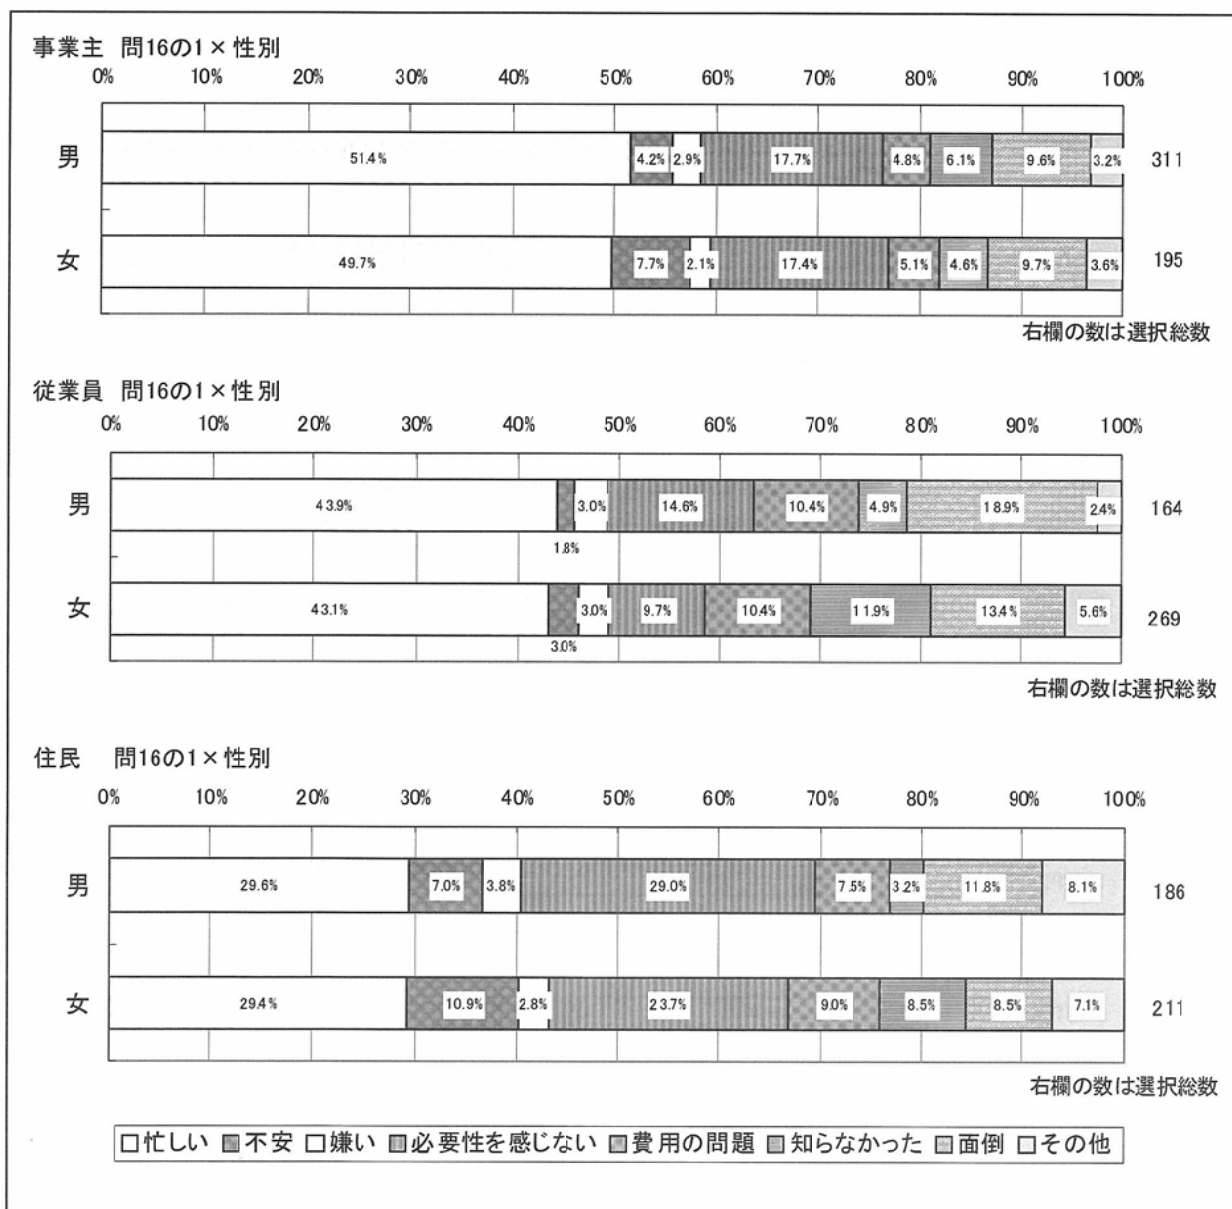 事業主 問16の1×性別
0% 10% 20% 30% 40% 50% 60% 70% 80% 90% 100%
男 51.4% 4.2% 2.9% 17.7% 4.8% 6.1% 9.6% 3.2% 311
女 49.7% 7.7% 2.1% 17.4% 5.1% 4.6% 9.7% 3.6% 195
右欄の数は選択総数
従業員 問16の1×性別
0% 10% 20% 30% 40% 50% 60% 70% 80% 90% 100%
男 43.9% 3.0% 14.6% 10.4% 4.9% 18.9% 2.4% 164
1.8%
女 43.1% 3.0% 9.7% 10.4% 11.9% 13.4% 5.6% 269
3.0%
右欄の数は選択総数
住民 問16の1×性別
0% 10% 20% 30% 40% 50% 60% 70% 80% 90% 100%
男 29.6% 7.0% 3.8% 29.0% 7.5% 3.2% 11.8% 8.1% 186
女 29.4% 10.9% 2.8% 23.7% 9.0% 8.5% 8.5% 7.1% 211
右欄の数は選択総数
忙しい 不安 嫌い 必要性を感じない 費用の問題 知らなかった 面倒 その他